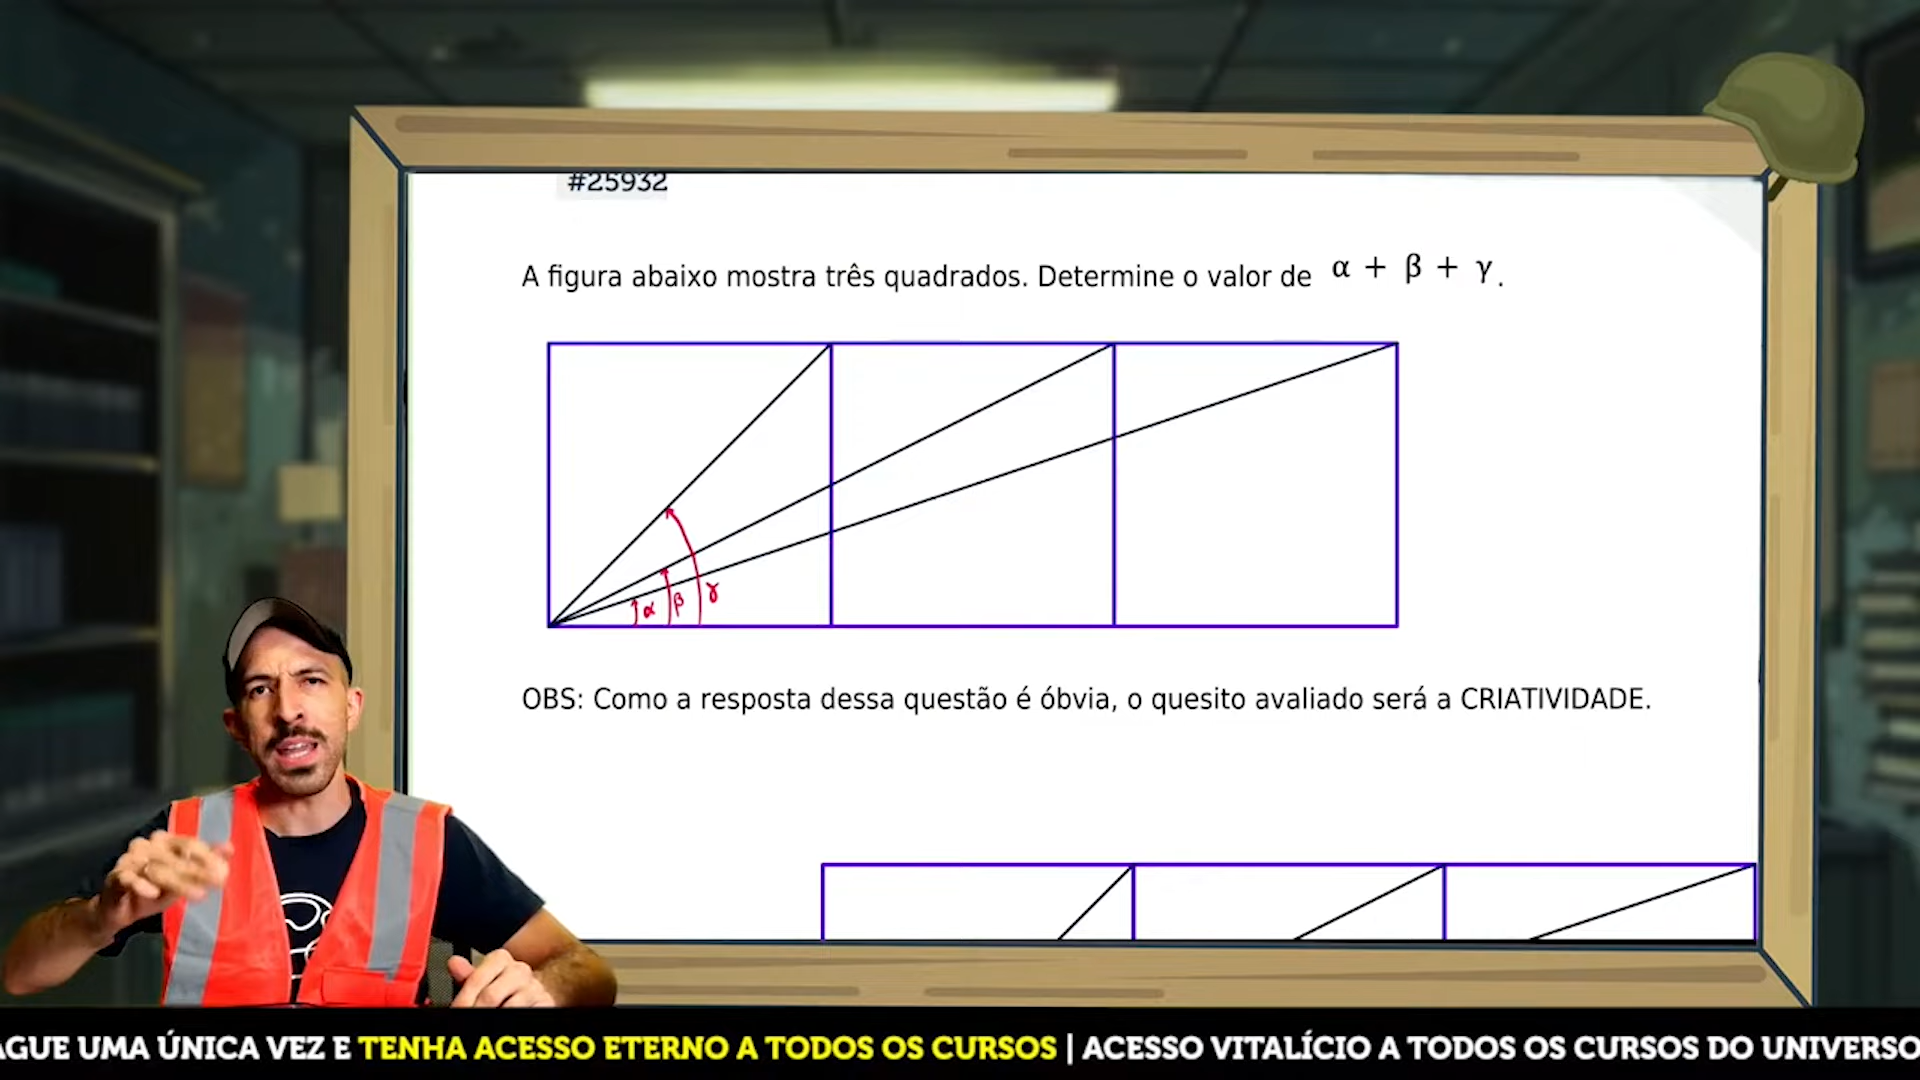 #25932
A figura abaixo mostra três quadrados. Determine o valor de α + β + γ.
α β γ
OBS: Como a resposta dessa questão é óbvia, o quesito avaliado será a CRIATIVIDADE.
UMA ÚNICA VEZ E TENHA ACESSO ETERNO A TODOS OS CURSOS | ACESSO VITALÍCIO A TODOS OS CURSOS DO UNIVERSO